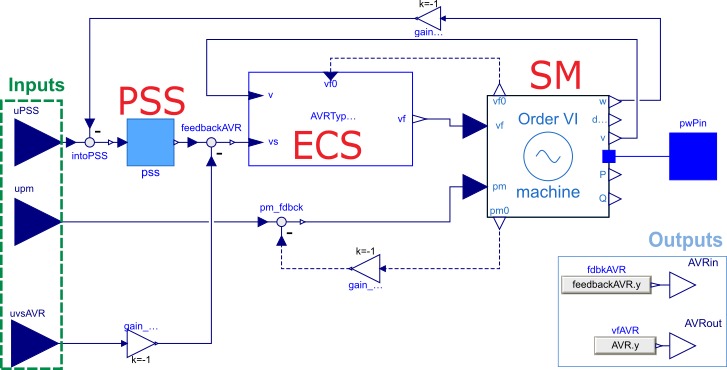 k=-1
gain...
Inputs
uPSS
PSS
intoPSS
pss
feedbackAVR
v
vf0
AVRTyp...
vs
vf
ECS
SM
vf0
Order VI
vf
machine
pm
pm0
w
d...
v
P
Q
pwPin
upm
pm_fdbck
k=-1
gain_...
uvsAVR
gain_...
k=-1
Outputs
fdbkAVR
feedbackAVR.y
AVRin
vfAVR
AVR.y
AVRout